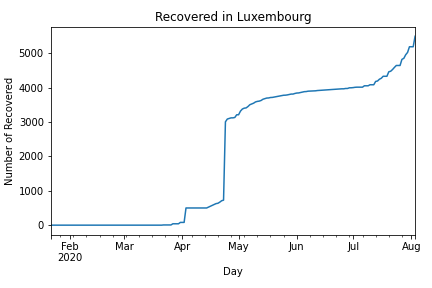 Recovered in Luxembourg
Number of Recovered
5000
4000
3000
2000
1000
0
Feb
2020
Mar
Apr
May
Jun
Jul
Aug
Day